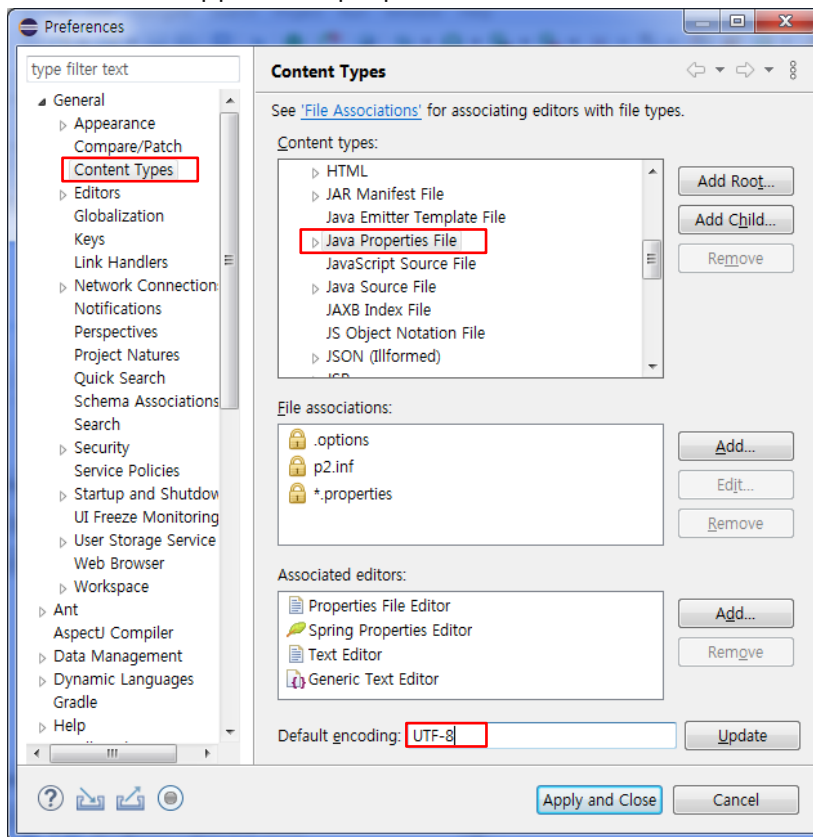 Preferences
type filter text
General
Appearance
Compare/Patch
Content Types
Editors
Globalization
Keys
Link Handlers
Network Connection
Notifications
Perspectives
Project Natures
Quick Search
Schema Associations
Search
Security
Service Policies
Startup and Shutdow
UI Freeze Monitoring
User Storage Service
Web Browser
Workspace
Ant
AspectJ Compiler
Data Management
Dynamic Languages
Gradle
Help
Content Types
See 'File Associations' for associating editors with file types.
Content types:
HTML
JAR Manifest File
Java Emitter Template File
Java Properties File
JavaScript Source File
Java Source File
JAXB Index File
JS Object Notation File
JSON (Illformed)
Add Root...
Add Child...
Remove
File associations:
.options
p2.inf
*.properties
Add...
Edit...
Remove
Associated editors:
Properties File Editor
Spring Properties Editor
Text Editor
Generic Text Editor
Add...
Remove
Default encoding: UTF-8
Update
Apply and Close
Cancel